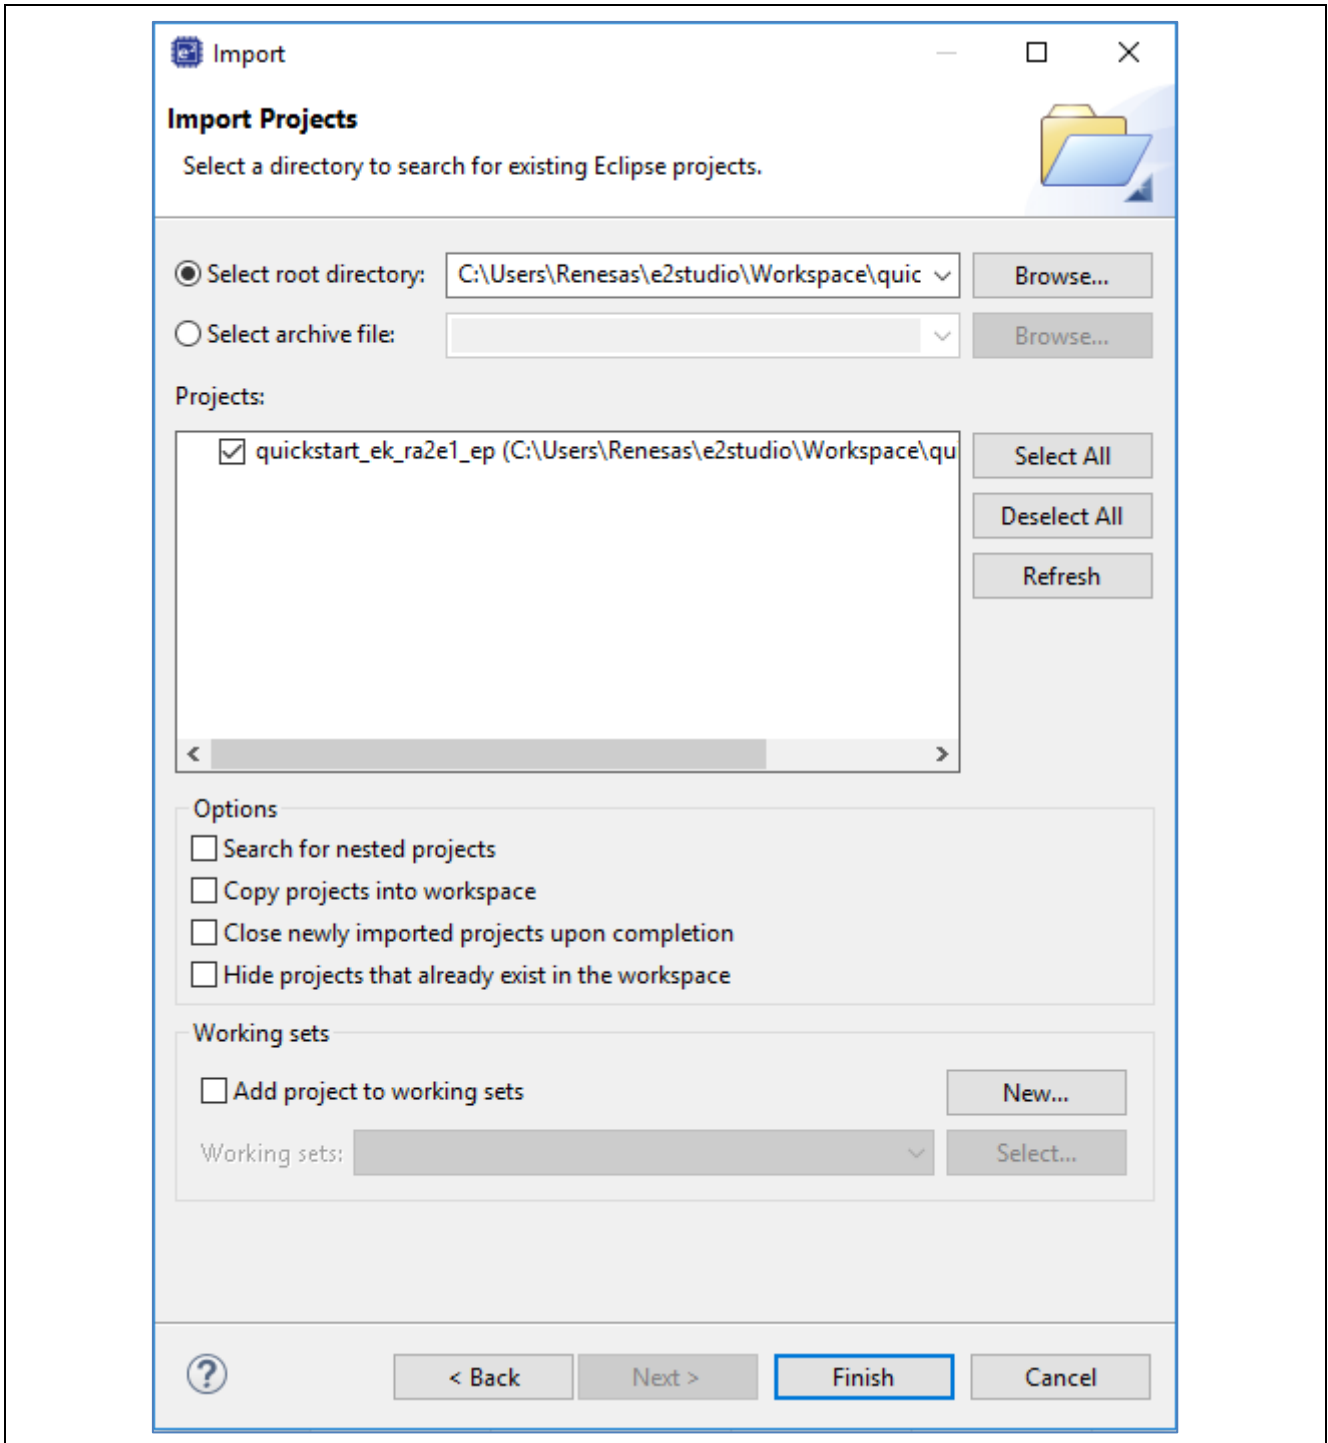 Import
Import Projects
Select a directory to search for existing Eclipse projects.
Select root directory: C:\Users\Renesas\e2studio\Workspace\quic Browse...
Select archive file: Browse...
Projects:
quickstart_ek_ra2e1_ep (C:\Users\Renesas\e2studio\Workspace\qu
Select All
Deselect All
Refresh
Options
Search for nested projects
Copy projects into workspace
Close newly imported projects upon completion
Hide projects that already exist in the workspace
Working sets
Add project to working sets New...
Working sets: Select...
? < Back Next > Finish Cancel